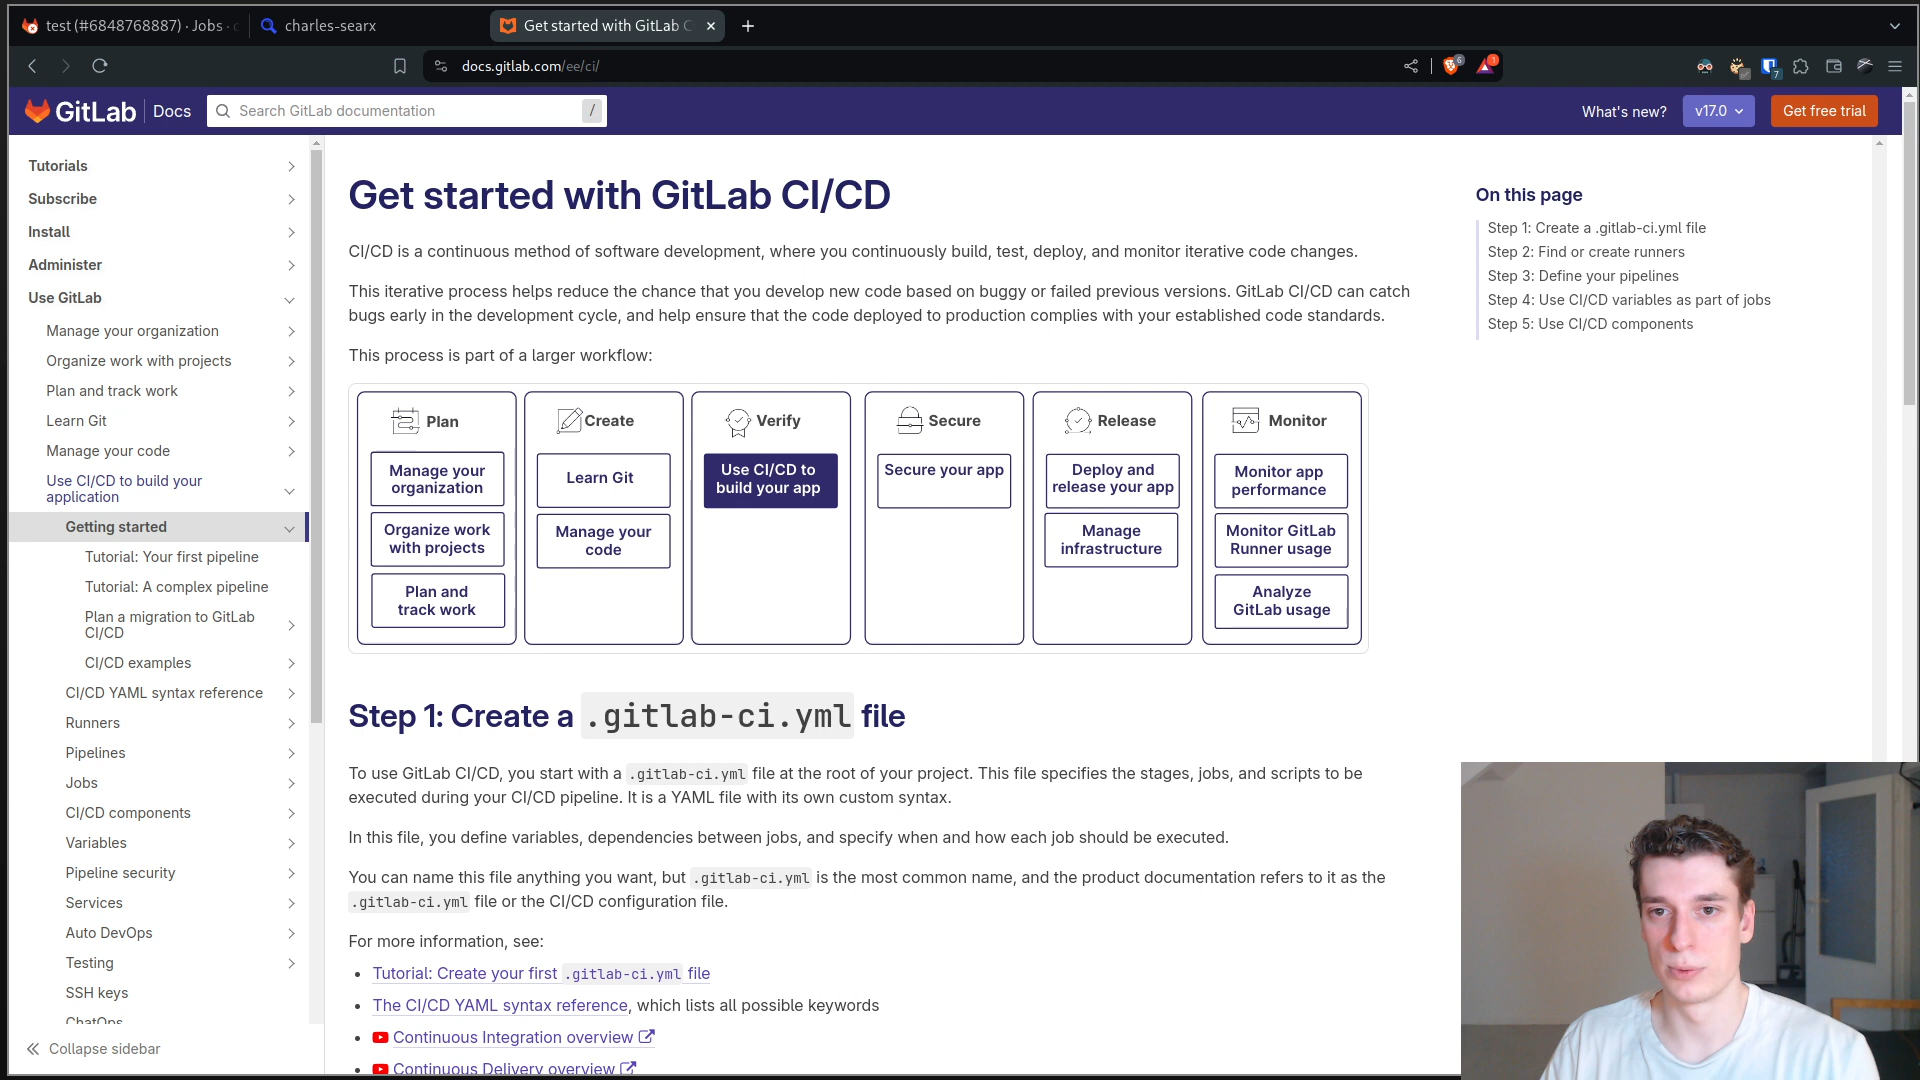 test (#6848768887) · Jobs ·
charles-searx
Get started with GitLab C
docs.gitlab.com/ee/ci/
6
1
7
GitLab Docs
Search GitLab documentation
/
What's new?
v17.0
Get free trial
Tutorials
Subscribe
Install
Administer
Use GitLab
Manage your organization
Organize work with projects
Plan and track work
Learn Git
Manage your code
Use CI/CD to build your
application
Getting started
Tutorial: Your first pipeline
Tutorial: A complex pipeline
Plan a migration to GitLab
CI/CD
CI/CD examples
CI/CD YAML syntax reference
Runners
Pipelines
Jobs
CI/CD components
Variables
Pipeline security
Services
Auto DevOps
Testing
SSH keys
ChatOps
Collapse sidebar
Get started with GitLab CI/CD
CI/CD is a continuous method of software development, where you continuously build, test, deploy, and monitor iterative code changes.
This iterative process helps reduce the chance that you develop new code based on buggy or failed previous versions. GitLab CI/CD can catch
bugs early in the development cycle, and help ensure that the code deployed to production complies with your established code standards.
This process is part of a larger workflow:
Plan
Manage your
organization
Organize work
with projects
Plan and
track work
Create
Learn Git
Manage your
code
Verify
Use CI/CD to
build your app
Secure
Secure your app
Release
Deploy and
release your app
Manage
infrastructure
Monitor
Monitor app
performance
Monitor GitLab
Runner usage
Analyze
GitLab usage
Step 1: Create a .gitlab-ci.yml file
To use GitLab CI/CD, you start with a .gitlab-ci.yml file at the root of your project. This file specifies the stages, jobs, and scripts to be
executed during your CI/CD pipeline. It is a YAML file with its own custom syntax.
In this file, you define variables, dependencies between jobs, and specify when and how each job should be executed.
You can name this file anything you want, but .gitlab-ci.yml is the most common name, and the product documentation refers to it as the
.gitlab-ci.yml file or the CI/CD configuration file.
For more information, see:
• Tutorial: Create your first .gitlab-ci.yml file
• The CI/CD YAML syntax reference, which lists all possible keywords
• Continuous Integration overview
• Continuous Delivery overview
On this page
Step 1: Create a .gitlab-ci.yml file
Step 2: Find or create runners
Step 3: Define your pipelines
Step 4: Use CI/CD variables as part of jobs
Step 5: Use CI/CD components